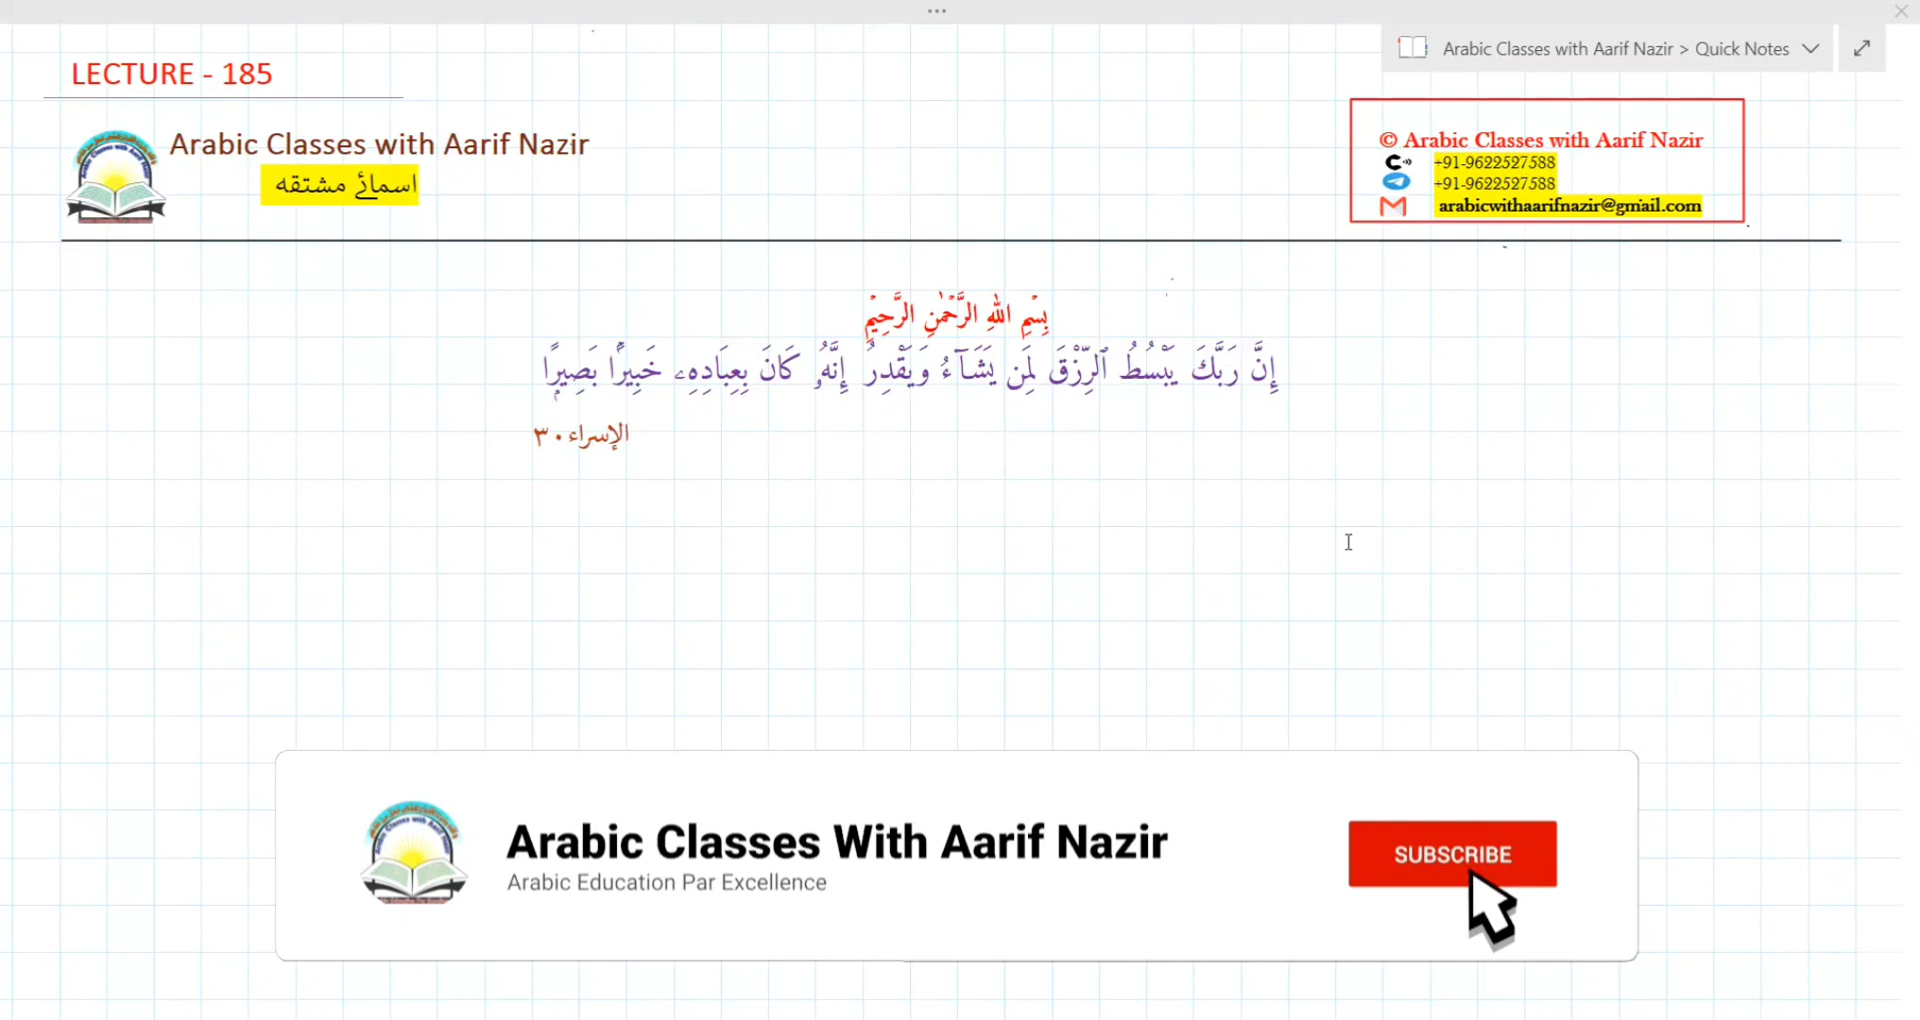 Arabic Classes with Aarif Nazir > Quick Notes
LECTURE - 185
Arabic Classes with Aarif Nazir
اسمائے مشتقه
© Arabic Classes with Aarif Nazir
+91-9622527588
+91-9622527588
arabicwithaarifnazir@gmail.com
بِسْمِ اللهِ الرَّحْمٰنِ الرَّحِيْمِ
إِنَّ رَبَّكَ يَبْسُطُ ٱلرِّزْقَ لِمَن يَشَآءُ وَيَقْدِرُ إِنَّهُۥ كَانَ بِعِبَادِهِۦ خَبِيرًۢا بَصِيرًا
الإسراء ٣٠
Arabic Classes With Aarif Nazir
Arabic Education Par Excellence
SUBSCRIBE